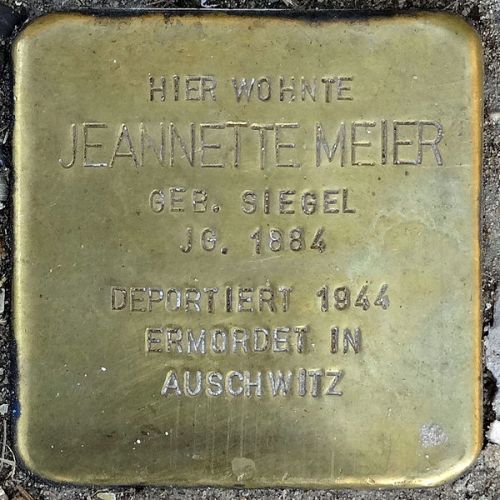 HIER WOHNTE
JEANNETTE MEIER
GEB. SIEGEL
JG. 1884
DEPORTIERT 1944
ERMORDET IN
AUSCHWITZ